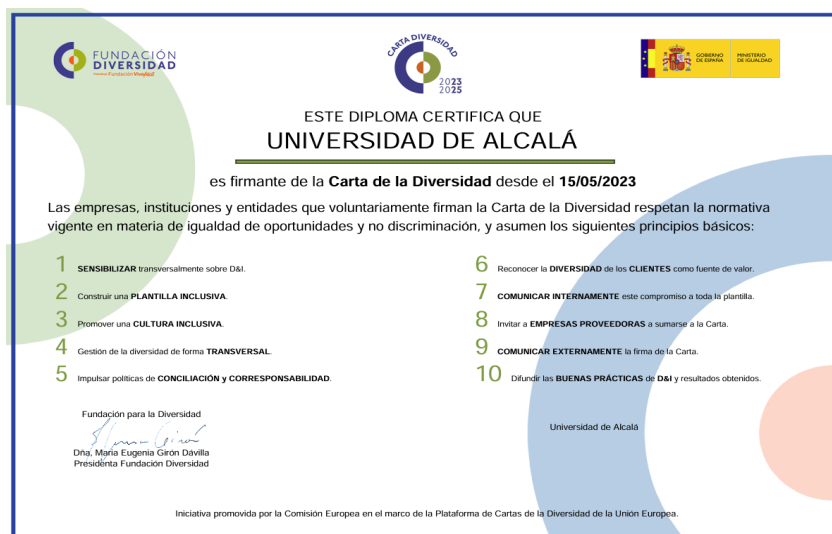 FUNDACIÓN
DIVERSIDAD
Fundación
CARTA DIVERSIDAD
2023
2025
GOBIERNO
DE ESPAÑA
MINISTERIO
DE IGUALDAD
ESTE DIPLOMA CERTIFICA QUE
UNIVERSIDAD DE ALCALÁ
es firmante de la Carta de la Diversidad desde el 15/05/2023
Las empresas, instituciones y entidades que voluntariamente firman la Carta de la Diversidad respetan la normativa
vigente en materia de igualdad de oportunidades y no discriminación, y asumen los siguientes principios básicos:
1 SENSIBILIZAR transversalmente sobre D&I.
2 Construir una PLANTILLA INCLUSIVA.
3 Promover una CULTURA INCLUSIVA.
4 Gestión de la diversidad de forma TRANSVERSAL.
5 Impulsar políticas de CONCILIACIÓN y CORRESPONSABILIDAD.
6 Reconocer la DIVERSIDAD de los CLIENTES como fuente de valor.
7 COMUNICAR INTERNAMENTE este compromiso a toda la plantilla.
8 Invitar a EMPRESAS PROVEEDORAS a sumarse a la Carta.
9 COMUNICAR EXTERNAMENTE la firma de la Carta.
10 Difundir las BUENAS PRÁCTICAS de D&I y resultados obtenidos.
Fundación para la Diversidad
Dña. Maria Eugenia Girón Dávilla
Presidenta Fundación Diversidad
Universidad de Alcalá
Iniciativa promovida por la Comisión Europea en el marco de la Plataforma de Cartas de la Diversidad de la Unión Europea.